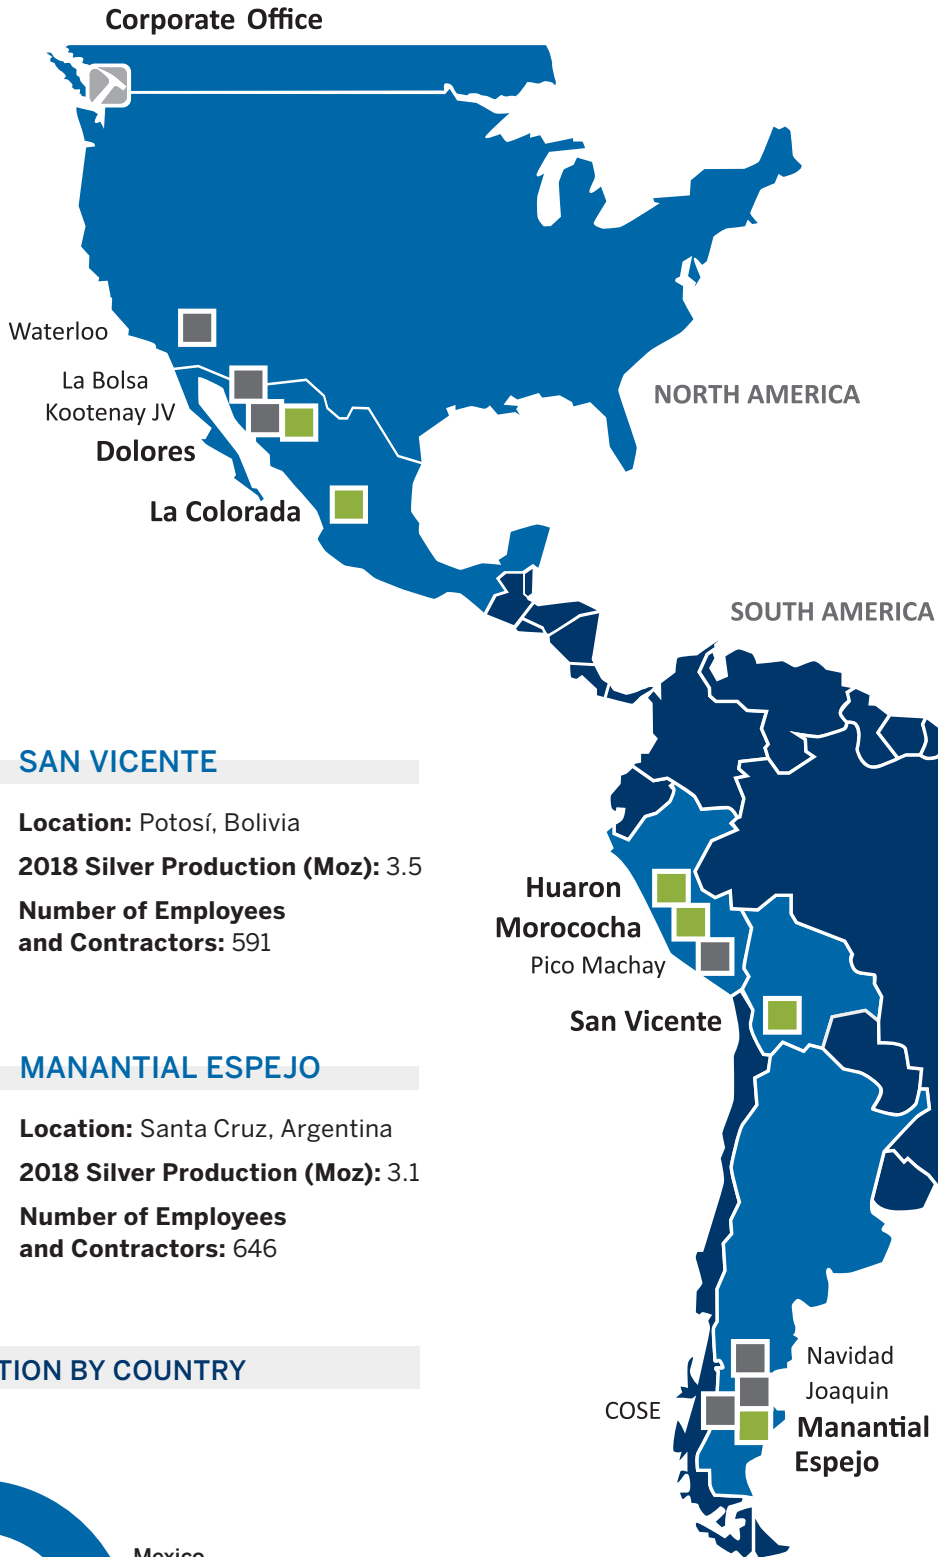 Corporate Office
Waterloo
La Bolsa
Kootenay JV
Dolores
La Colorada
NORTH AMERICA
SOUTH AMERICA
SAN VICENTE
Location: Potosí, Bolivia
2018 Silver Production (Moz): 3.5
Number of Employees
and Contractors: 591
Huaron
Morococha
Pico Machay
San Vicente
MANANTIAL ESPEJO
Location: Santa Cruz, Argentina
2018 Silver Production (Moz): 3.1
Number of Employees
and Contractors: 646
TION BY COUNTRY
Navidad
Joaquin
COSE
Manantial
Espejo
Mexico